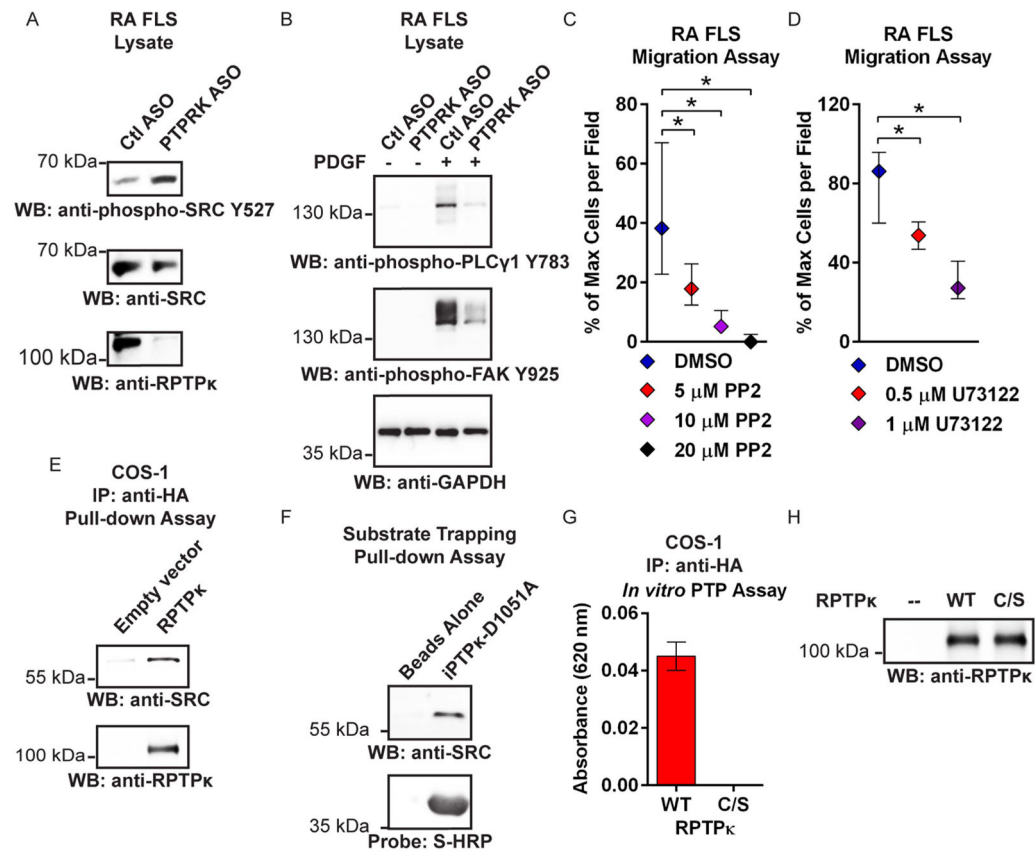 A
RA FLS
Lysate
Ctl ASO
PTPRK ASO
70 kDa
WB: anti-phospho-SRC Y527
70 kDa
WB: anti-SRC
100 kDa
WB: anti-RPTPκ
B
RA FLS
Lysate
Ctl ASO
PTPRK ASO
Ctl ASO
PTPRK ASO
PDGF - - + +
130 kDa
WB: anti-phospho-PLCγ1 Y783
130 kDa
WB: anti-phospho-FAK Y925
35 kDa
WB: anti-GAPDH
C
RA FLS
Migration Assay
% of Max Cells per Field
80
60
40
20
0
*
*
*
DMSO
5 μM PP2
10 μM PP2
20 μM PP2
D
RA FLS
Migration Assay
% of Max Cells per Field
120
80
40
0
*
*
DMSO
0.5 μM U73122
1 μM U73122
E
COS-1
IP: anti-HA
Pull-down Assay
Empty vector
RPTPκ
55 kDa
WB: anti-SRC
100 kDa
WB: anti-RPTPκ
F
Substrate Trapping
Pull-down Assay
Beads Alone
iPTPκ-D1051A
55 kDa
WB: anti-SRC
35 kDa
Probe: S-HRP
G
COS-1
IP: anti-HA
In vitro PTP Assay
Absorbance (620 nm)
0.06
0.04
0.02
0.00
WT C/S
RPTPκ
H
RPTPκ -- WT C/S
100 kDa
WB: anti-RPTPκ